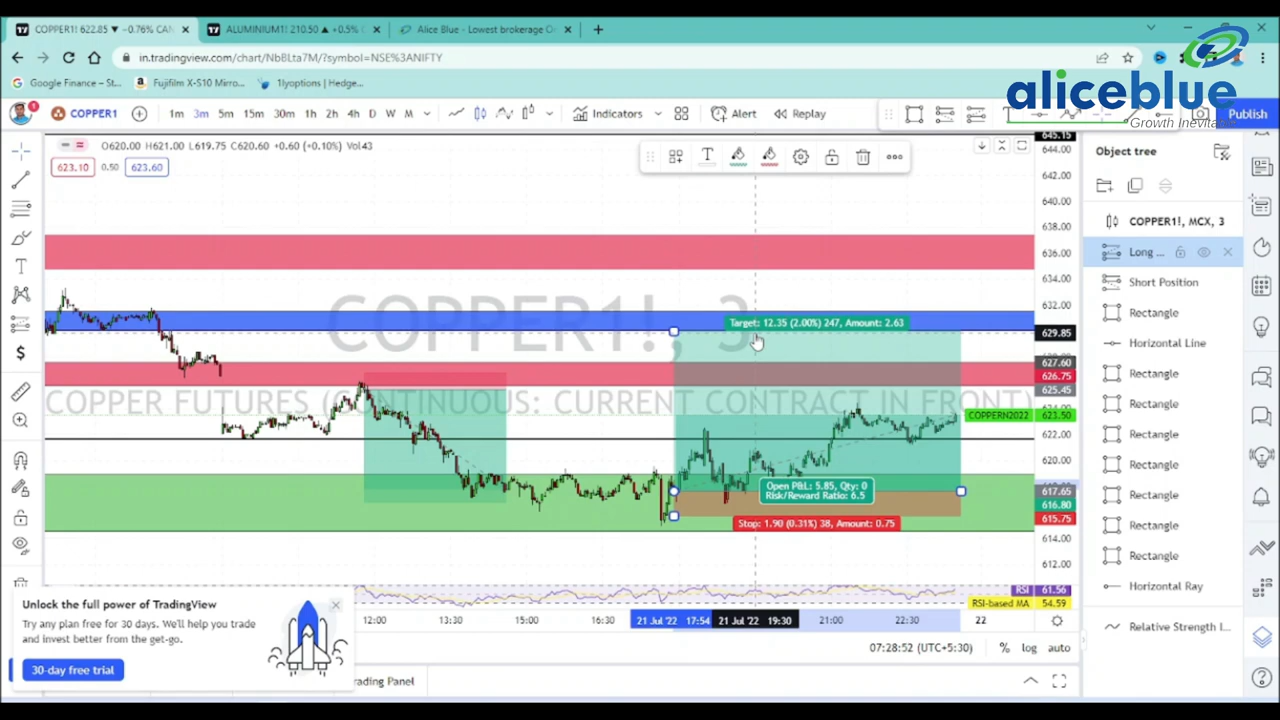 COPPER1! 622.85 ▼ −0.76% CAN
ALUMINIUM1! 210.50 ▲ +0.5%
Alice Blue - Lowest brokerage
in.tradingview.com/chart/NbBLta7M/?symbol=NSE%3ANIFTY
Google Finance – St...
Fujifilm X-S10 Mirro...
1lyoptions | Hedge...
aliceblue
Growth Inevita
1
COPPER1
1m 3m 5m 15m 30m 1h 2h 4h D W M
Indicators
Alert
Replay
Publish
O620.00 H621.00 L619.75 C620.60 +0.60 (+0.10%) Vol43
623.10 0.50 623.60
COPPER1!, 3
COPPER FUTURES (CONTINUOUS: CURRENT CONTRACT IN FRONT)
Target: 12.35 (2.00%) 247, Amount: 2.63
Open P&L: 5.85, Qty: 0
Risk/Reward Ratio: 6.5
Stop: 1.90 (0.31%) 38, Amount: 0.75
645.15
644.00
642.00
640.00
638.00
636.00
634.00
632.00
629.85
627.60
626.75
625.45
COPPERN2022 623.50
622.00
620.00
617.65
616.80
615.75
614.00
612.00
RSI 61.56
RSI-based MA 54.59
12:00 13:30 15:00 16:30 21 Jul '22 17:54 21 Jul '22 19:30 21:00 22:30 22
07:28:52 (UTC+5:30) % log auto
rading Panel
Unlock the full power of TradingView
Try any plan free for 30 days. We'll help you trade
and invest better from the get-go.
30-day free trial
Object tree
COPPER1!, MCX, 3
Long ...
Short Position
Rectangle
Horizontal Line
Rectangle
Rectangle
Rectangle
Rectangle
Rectangle
Rectangle
Rectangle
Horizontal Ray
Relative Strength I...